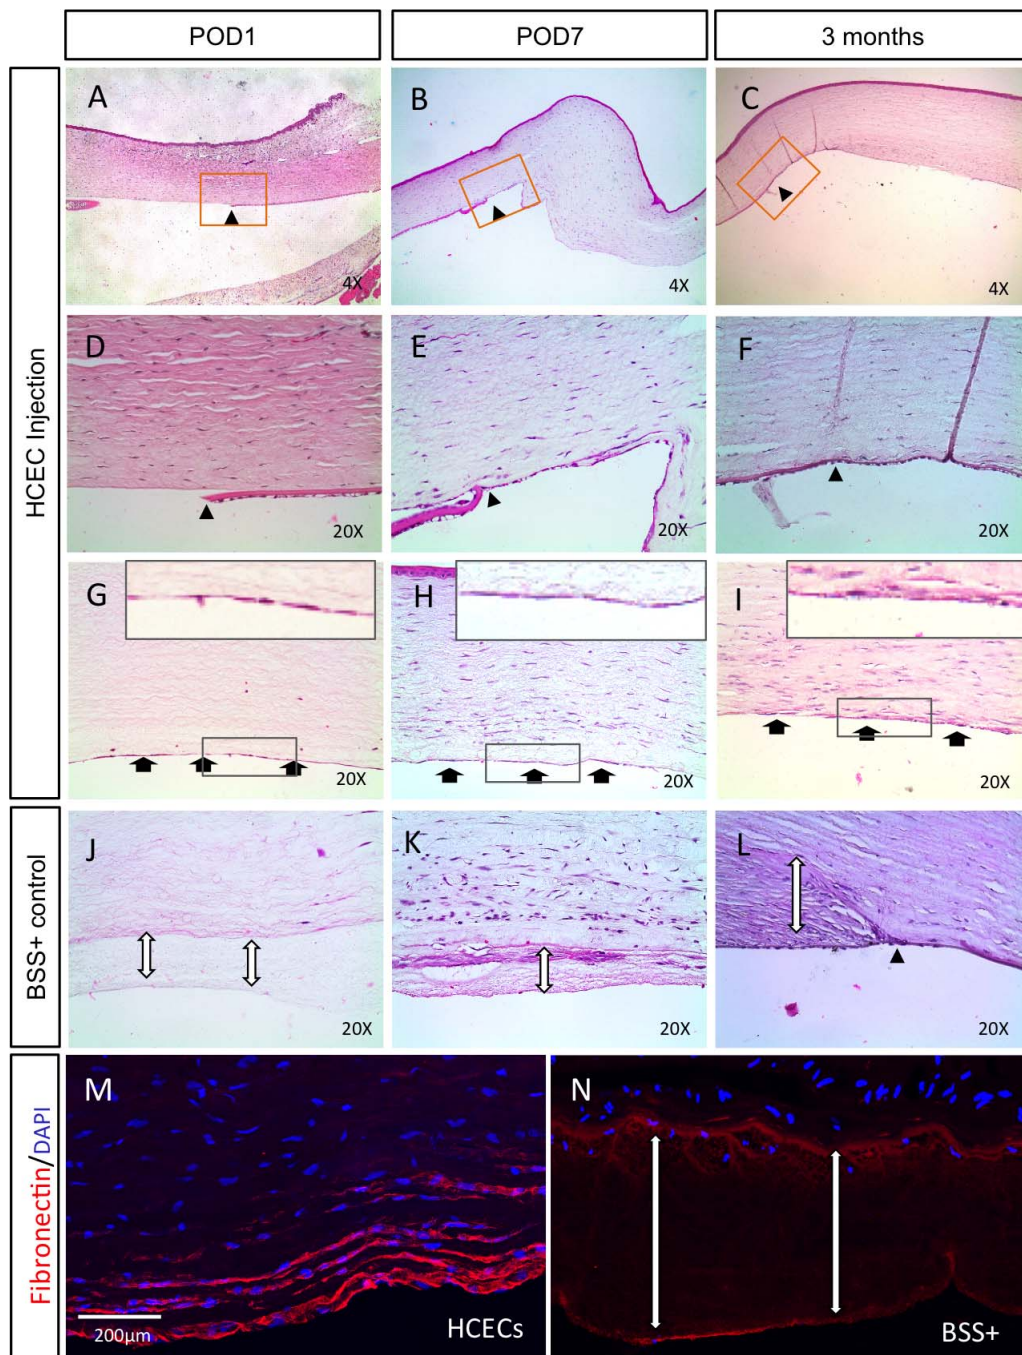 POD1
POD7
3 months
HCEC Injection
A
4X
B
4X
C
4X
D
20X
E
20X
F
20X
G
20X
H
20X
I
20X
BSS+ control
J
20X
K
20X
L
20X
Fibronectin/DAPI
M
200μm
HCECs
N
BSS+